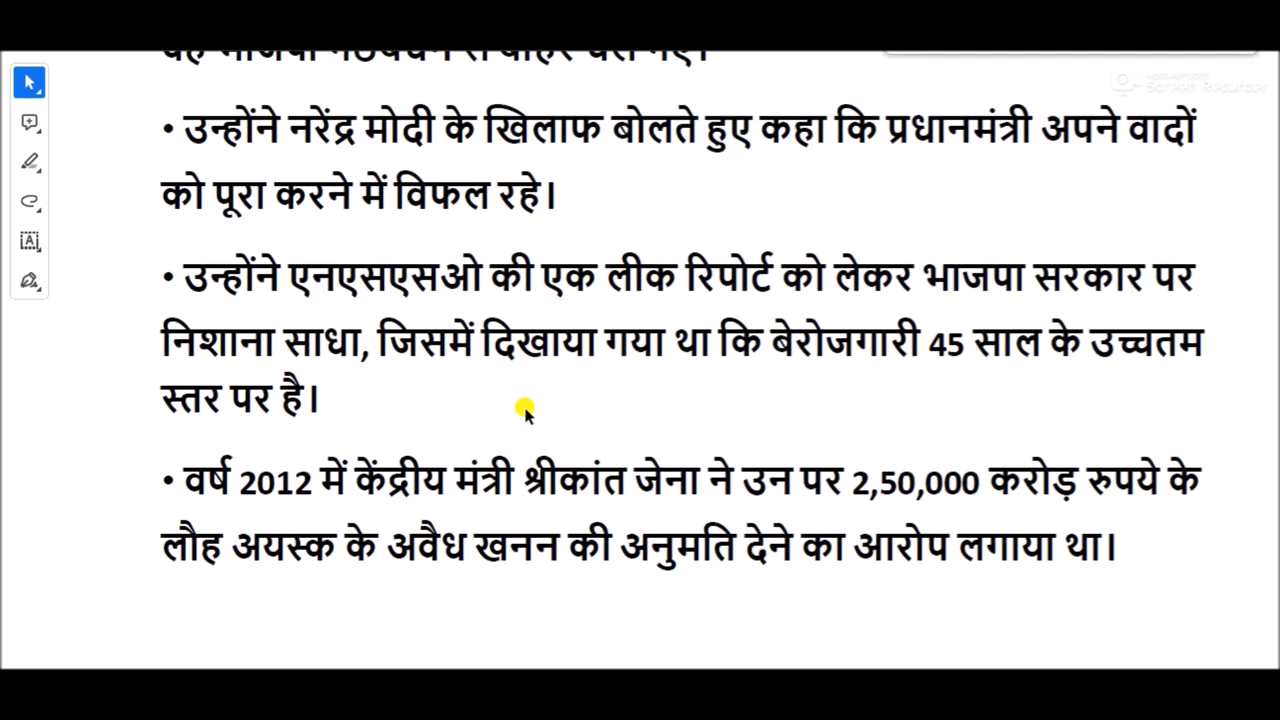 • उन्होंने नरेंद्र मोदी के खिलाफ बोलते हुए कहा कि प्रधानमंत्री अपने वादों
को पूरा करने में विफल रहे।
• उन्होंने एनएसएसओ की एक लीक रिपोर्ट को लेकर भाजपा सरकार पर
निशाना साधा, जिसमें दिखाया गया था कि बेरोजगारी 45 साल के उच्चतम
स्तर पर है।
• वर्ष 2012 में केंद्रीय मंत्री श्रीकांत जेना ने उन पर 2,50,000 करोड़ रुपये के
लौह अयस्क के अवैध खनन की अनुमति देने का आरोप लगाया था।
Screen Recorder